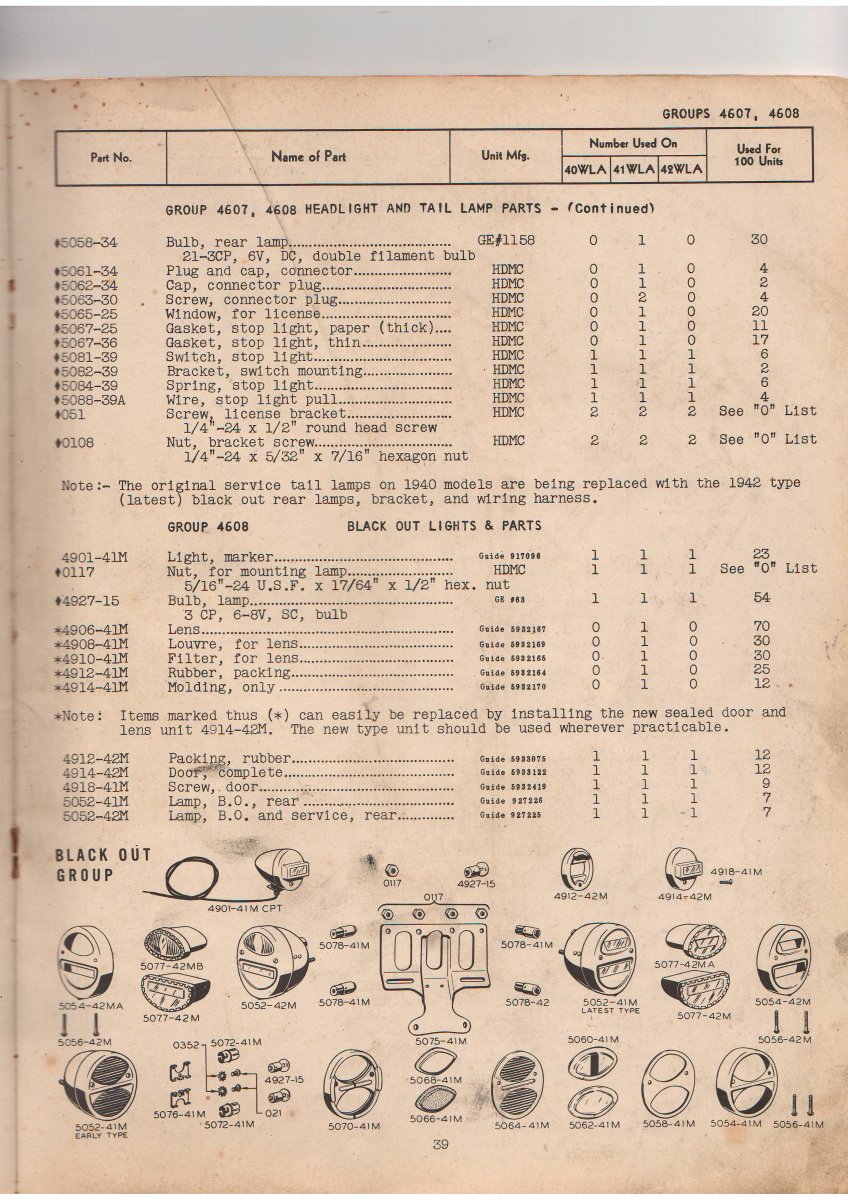 GROUPS 4607, 4608
Part No. Name of Part Unit Mfg. Number Used On Used For 100 Units
40WLA 41WLA 42WLA
GROUP 4607, 4608 HEADLIGHT AND TAIL LAMP PARTS - (Continued)
♦5058-34 Bulb, rear lamp........................................ GE#1158 0 1 0 30
21-3CP, 6V, DC, double filament bulb
♦5061-34 Plug and cap, connector........................ HDMC 0 1 0 4
♦5062-34 Cap, connector plug............................ HDMC 0 1 0 2
♦5063-30 Screw, connector plug.......................... HDMC 0 2 0 4
♦5065-25 Window, for license............................ HDMC 0 1 0 20
♦5067-25 Gasket, stop light, paper (thick).... HDMC 0 1 0 11
♦5067-36 Gasket, stop light, thin...................... HDMC 0 1 0 17
♦5081-39 Switch, stop light............................. HDMC 1 1 1 6
♦5082-39 Bracket, switch mounting...................... HDMC 1 1 1 2
♦5084-39 Spring, stop light............................. HDMC 1 1 1 6
♦5088-39A Wire, stop light pull.......................... HDMC 1 1 1 4
♦051 Screw, license bracket......................... HDMC 2 2 2 See "0" List
1/4"-24 x 1/2" round head screw
♦0108 Nut, bracket screw............................. HDMC 2 2 2 See "0" List
1/4"-24 x 5/32" x 7/16" hexagon nut
Note:- The original service tail lamps on 1940 models are being replaced with the 1942 type
(latest) black out rear lamps, bracket, and wiring harness.
GROUP 4608 BLACK OUT LIGHTS & PARTS
4901-41M Light, marker.................................. Guide 917096 1 1 1 23
♦0117 Nut, for mounting lamp......................... HDMC 1 1 1 See "0" List
5/16"-24 U.S.F. x 17/64" x 1/2" hex. nut
♦4927-15 Bulb, lamp..................................... GE #63 1 1 1 54
3 CP, 6-8V, SC, bulb
*4906-41M Lens........................................... Guide 5932167 0 1 0 70
*4908-41M Louvre, for lens............................... Guide 5932169 0 1 0 30
*4910-41M Filter, for lens............................... Guide 5932165 0 1 0 30
*4912-41M Rubber, packing................................ Guide 5932164 0 1 0 25
*4914-41M Molding, only.................................. Guide 5932170 0 1 0 12
*Note: Items marked thus (*) can easily be replaced by installing the new sealed door and
lens unit 4914-42M. The new type unit should be used wherever practicable.
4912-42M Packing, rubber................................ Guide 5933075 1 1 1 12
4914-42M Door, complete................................. Guide 5933122 1 1 1 12
4918-41M Screw, door.................................... Guide 5932419 1 1 1 9
5052-41M Lamp, B.O., rear............................... Guide 927226 1 1 1 7
5052-42M Lamp, B.O. and service, rear............. Guide 927225 1 1 1 7
BLACK OUT
GROUP
4901-41M CPT
0117
4927-15
4912-42M
4914-42M
4918-41M
0117
5054-42MA
5056-42M
5077-42MB
5077-42M
5052-42M
5078-41M
5078-41M
5075-41M
5078-41M
5078-42
5052-41M
LATEST TYPE
5077-42MA
5077-42M
5054-42M
5056-42M
5052-41M
EARLY TYPE
0352
5072-41M
5076-41M
5072-41M
4927-15
021
5070-41M
5068-41M
5066-41M
5064-41M
5060-41M
5062-41M
5058-41M
5054-41M
5056-41M
39